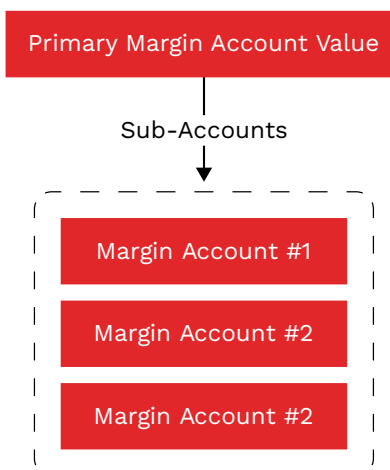 Primary Margin Account Value
Sub-Accounts
Margin Account #1
Margin Account #2
Margin Account #2